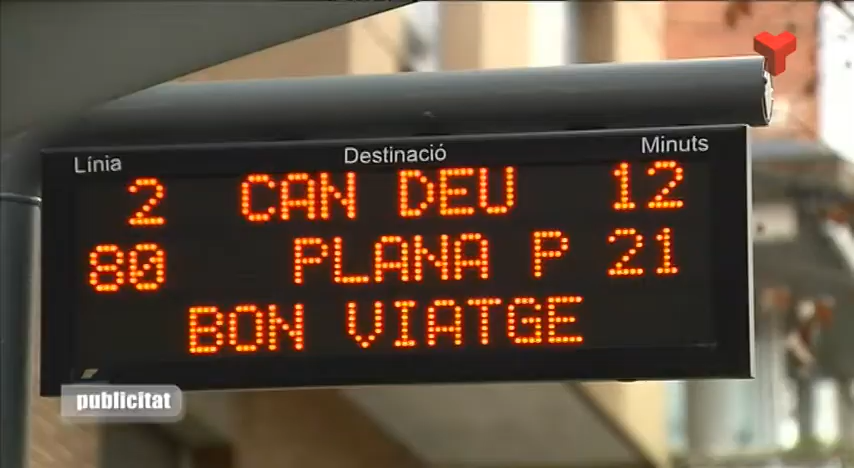 Línia Destinació Minuts
2 CAN DEU 12
80 PLANA P 21
BON VIATGE
publicitat